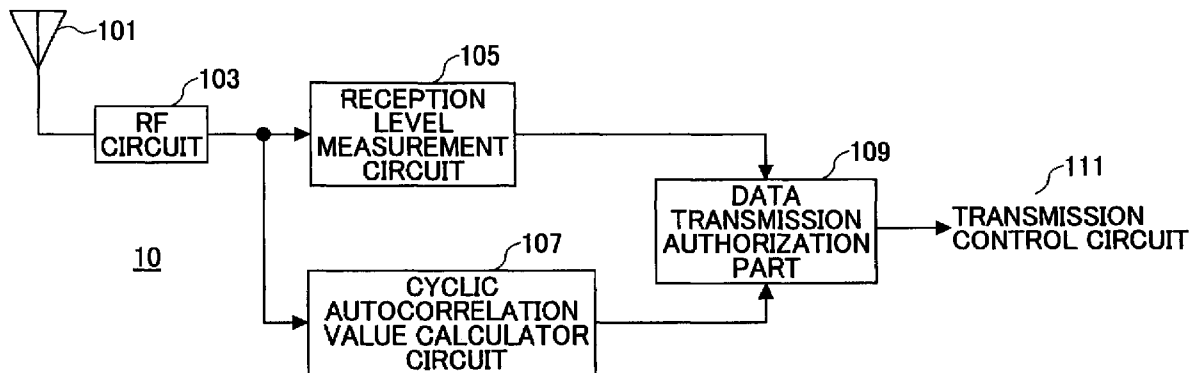 101
103
RF
CIRCUIT
105
RECEPTION
LEVEL
MEASUREMENT
CIRCUIT
109
DATA
TRANSMISSION
AUTHORIZATION
PART
111
TRANSMISSION
CONTROL CIRCUIT
10
107
CYCLIC
AUTOCORRELATION
VALUE CALCULATOR
CIRCUIT